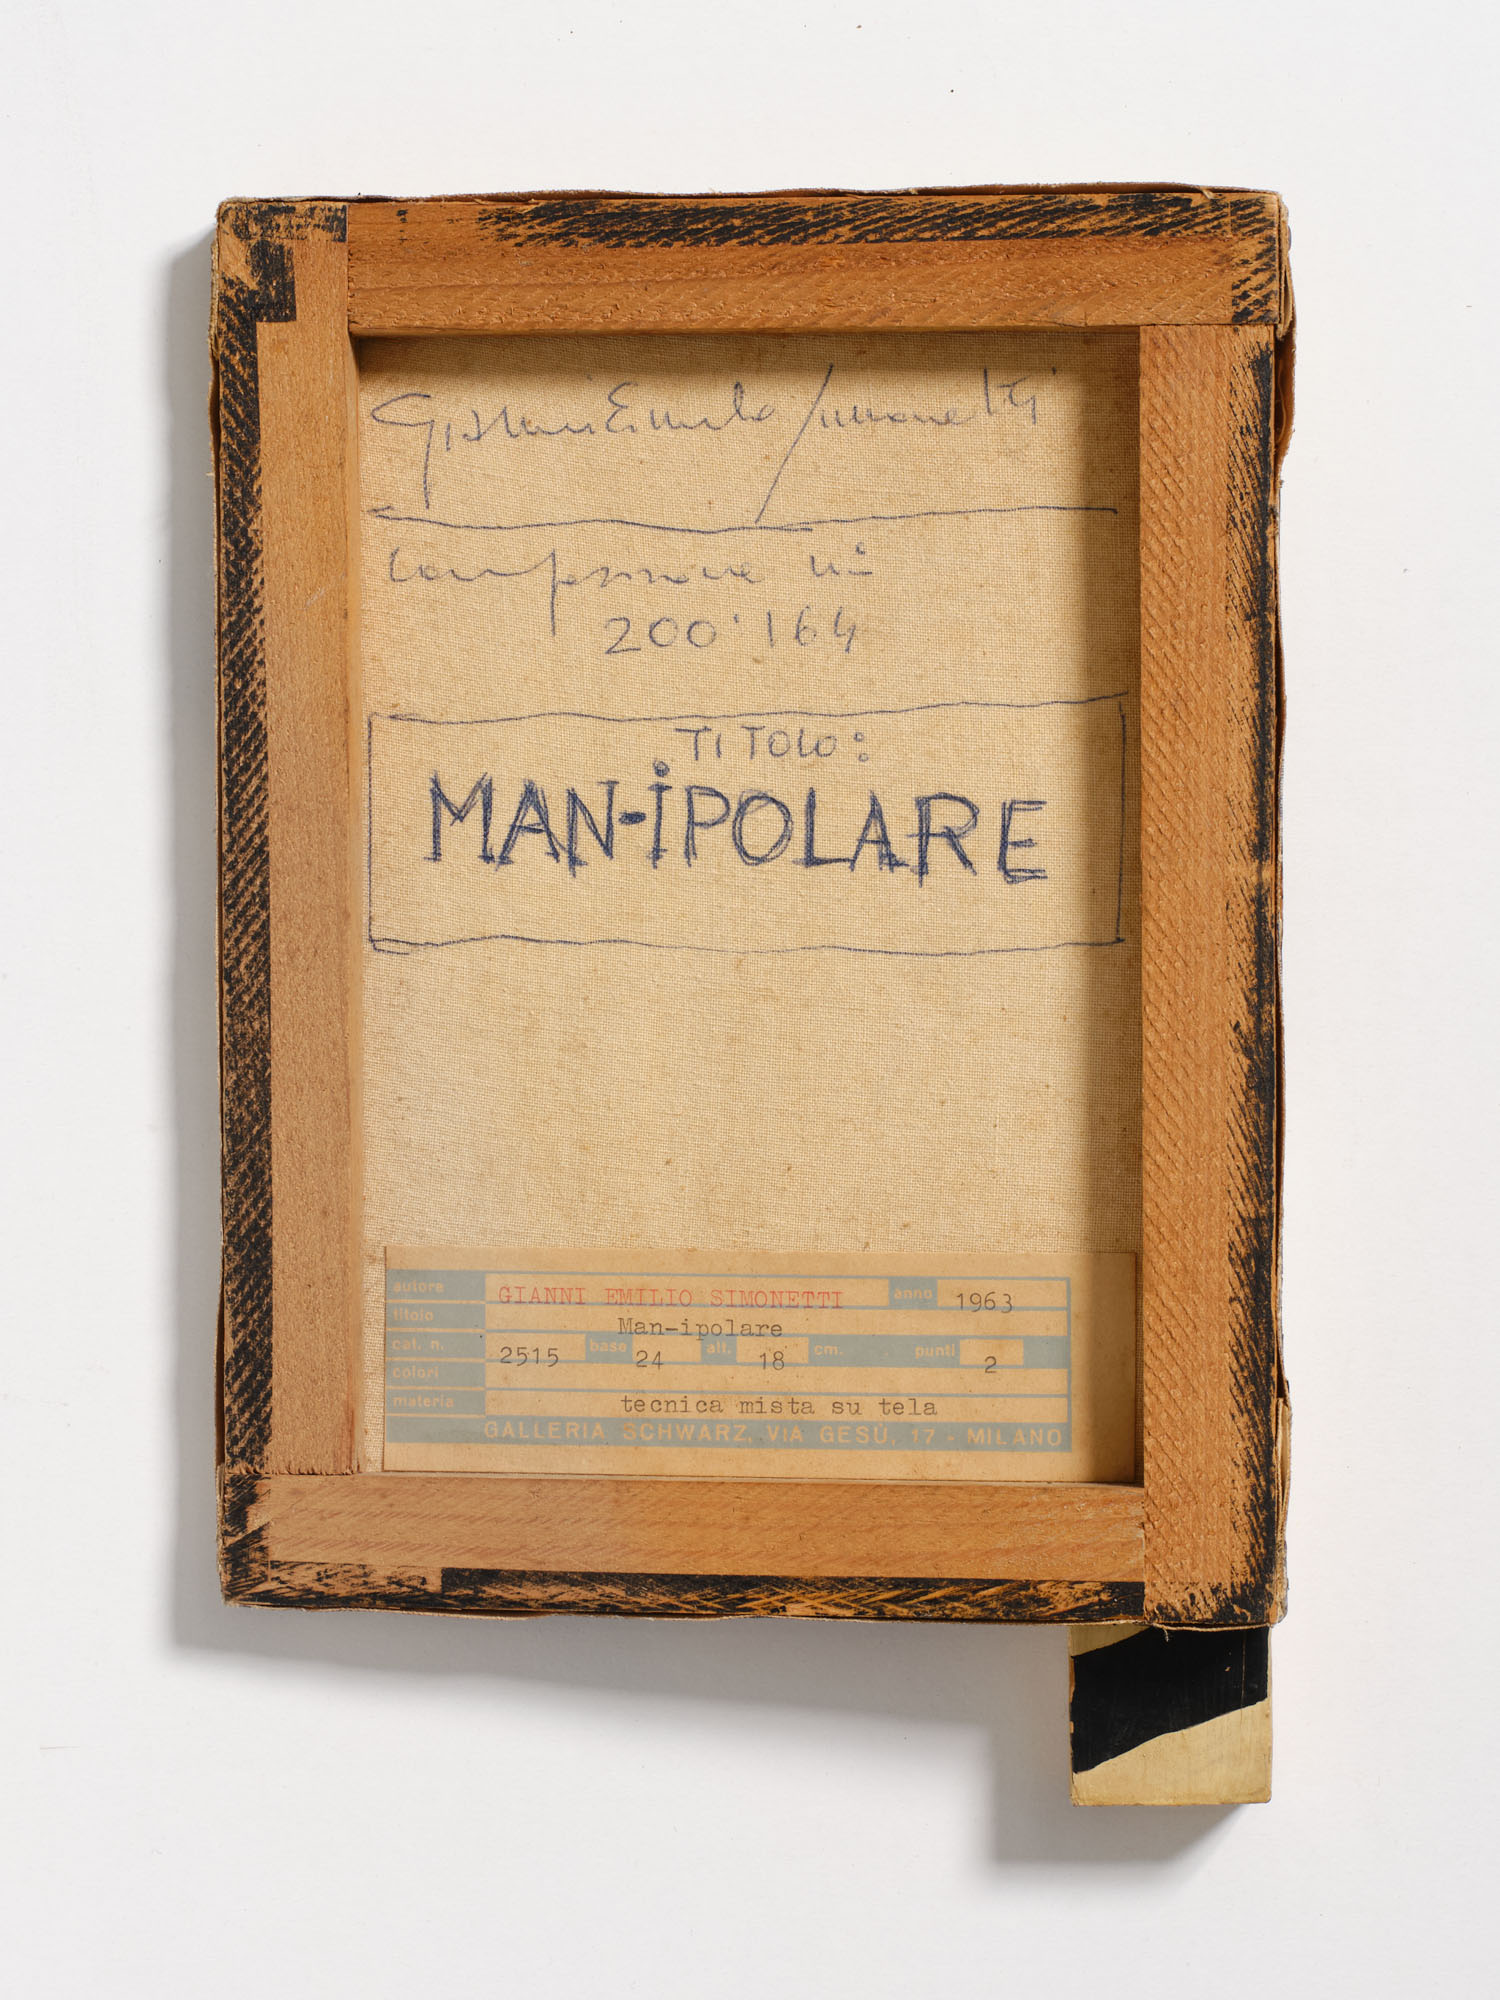 Gianni Emilio Simonetti
composizione n:
200'164
TITOLO:
MAN-iPOLARE
autore GIANNI EMILIO SIMONETTI anno 1963
titolo Man-ipolare
cat. n. 2515 base 24 alt. 18 cm. punti 2
colori
materia tecnica mista su tela
GALLERIA SCHWARZ, VIA GESÙ, 17 - MILANO